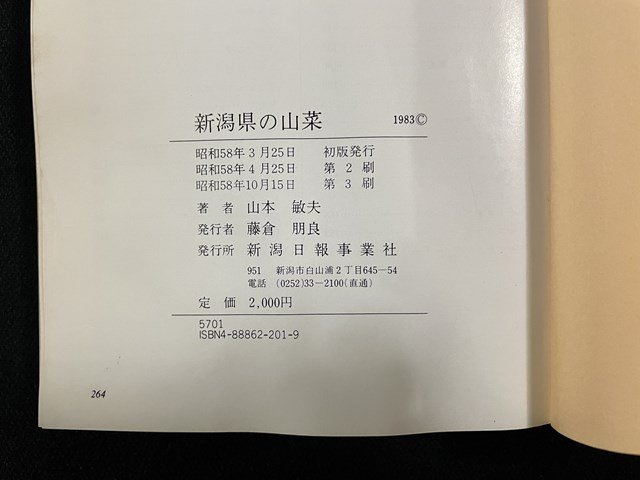 新潟県の山菜 1983Ⓒ
昭和58年3月25日 初版発行
昭和58年4月25日 第2刷
昭和58年10月15日 第3刷
著者 山本 敏夫
発行者 藤倉 朋良
発行所 新潟日報事業社
951 新潟市白山浦2丁目645―54
電話 (0252)33―2100(直通)
定価 2,000円
5701
ISBN4-88862-201-9
264